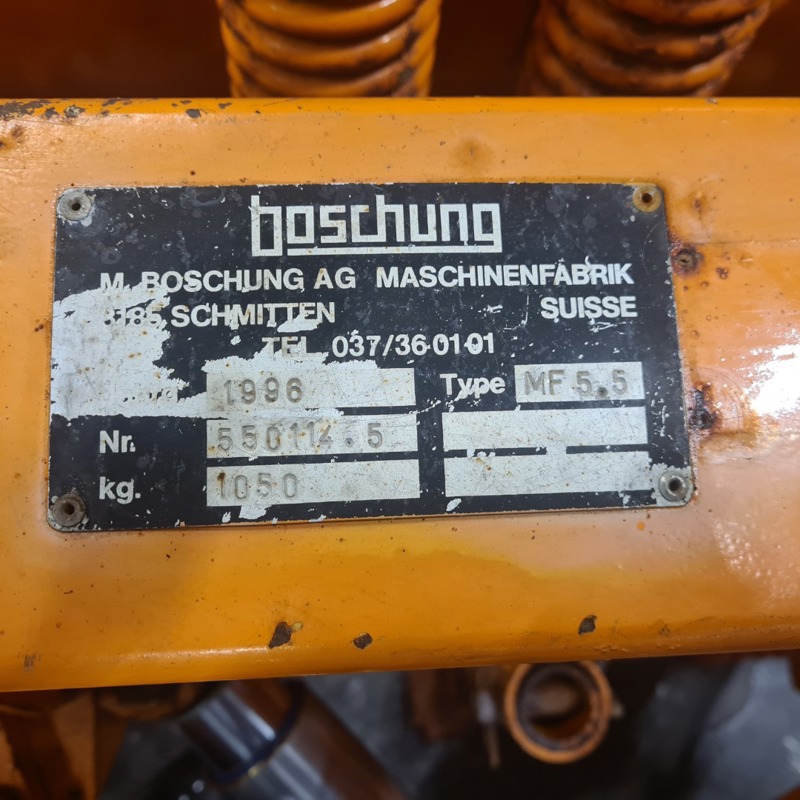 boschung
M. BOSCHUNG AG MASCHINENFABRIK
3185 SCHMITTEN SUISSE
TEL. 037/36 01 01
1996 Type MF 5.5
Nr. 550114.5
kg. 1050